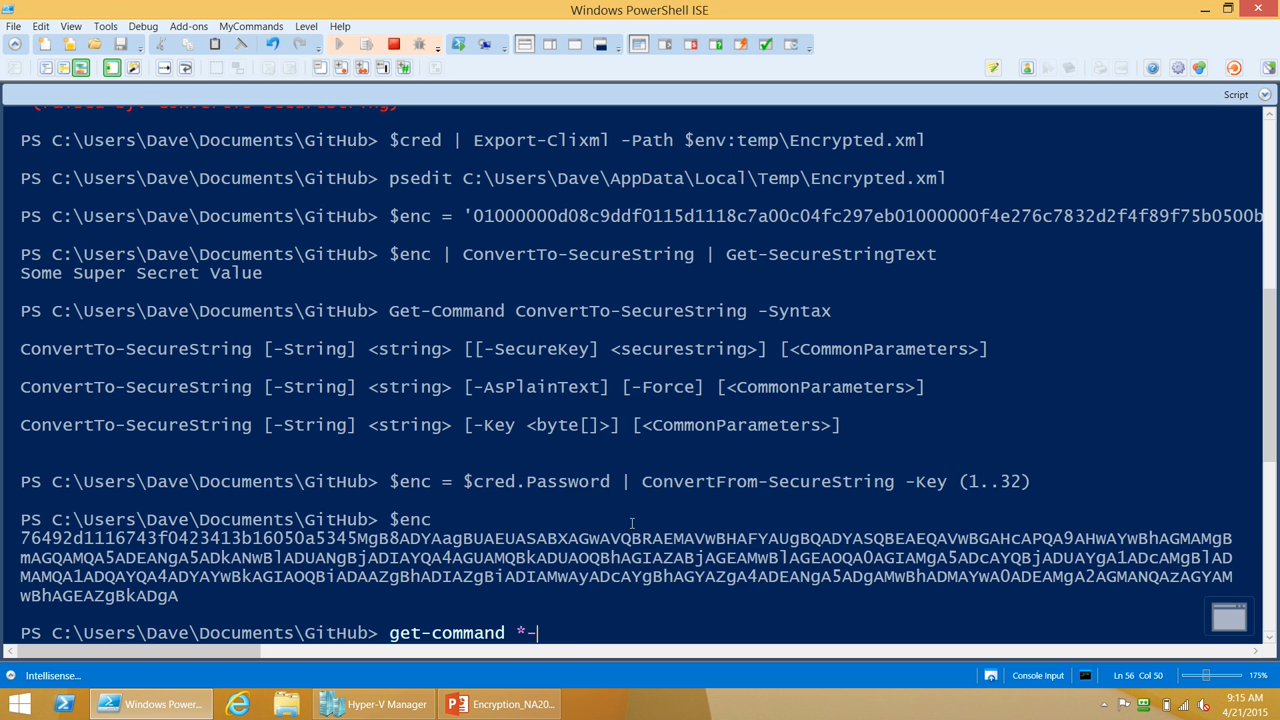 Windows PowerShell ISE
File Edit View Tools Debug Add-ons MyCommands Level Help
Script
PS C:\Users\Dave\Documents\GitHub> $cred | Export-Clixml -Path $env:temp\Encrypted.xml
PS C:\Users\Dave\Documents\GitHub> psedit C:\Users\Dave\AppData\Local\Temp\Encrypted.xml
PS C:\Users\Dave\Documents\GitHub> $enc = '01000000d08c9ddf0115d1118c7a00c04fc297eb01000000f4e276c7832d2f4f89f75b0500b
PS C:\Users\Dave\Documents\GitHub> $enc | ConvertTo-SecureString | Get-SecureStringText
Some Super Secret Value
PS C:\Users\Dave\Documents\GitHub> Get-Command ConvertTo-SecureString -Syntax
ConvertTo-SecureString [-String] <string> [[-SecureKey] <securestring>] [<CommonParameters>]
ConvertTo-SecureString [-String] <string> [-AsPlainText] [-Force] [<CommonParameters>]
ConvertTo-SecureString [-String] <string> [-Key <byte[]>] [<CommonParameters>]
PS C:\Users\Dave\Documents\GitHub> $enc = $cred.Password | ConvertFrom-SecureString -Key (1..32)
PS C:\Users\Dave\Documents\GitHub> $enc
76492d1116743f0423413b16050a5345MgB8ADYAagBUAEUASABXAGwAVQBRAEMAVwBHAFYAUgBQADYASQBEAEQAVwBGAHcAPQA9AHwAYwBhAGMAMgB
mAGQAMQA5ADEANgA5ADkANwBlADUANgBjADIAYQA4AGUAMQBkADUAOQBhAGIAZABjAGEAMwBlAGEAOQA0AGIAMgA5ADcAYQBjADUAYgA1ADcAMgBlAD
MAMQA1ADQAYQA4ADYAYwBkAGIAOQBiADAAZgBhADIAZgBiADIAMwAyADcAYgBhAGYAZgA4ADEANgA5ADgAMwBhADMAYwA0ADEAMgA2AGMANQAzAGYAM
wBhAGEAZgBkADgA
PS C:\Users\Dave\Documents\GitHub> get-command *-
Intellisense... Console Input Ln 56 Col 50 175%
Windows Power... Hyper-V Manager Encryption_NA20... 9:15 AM
4/21/2015